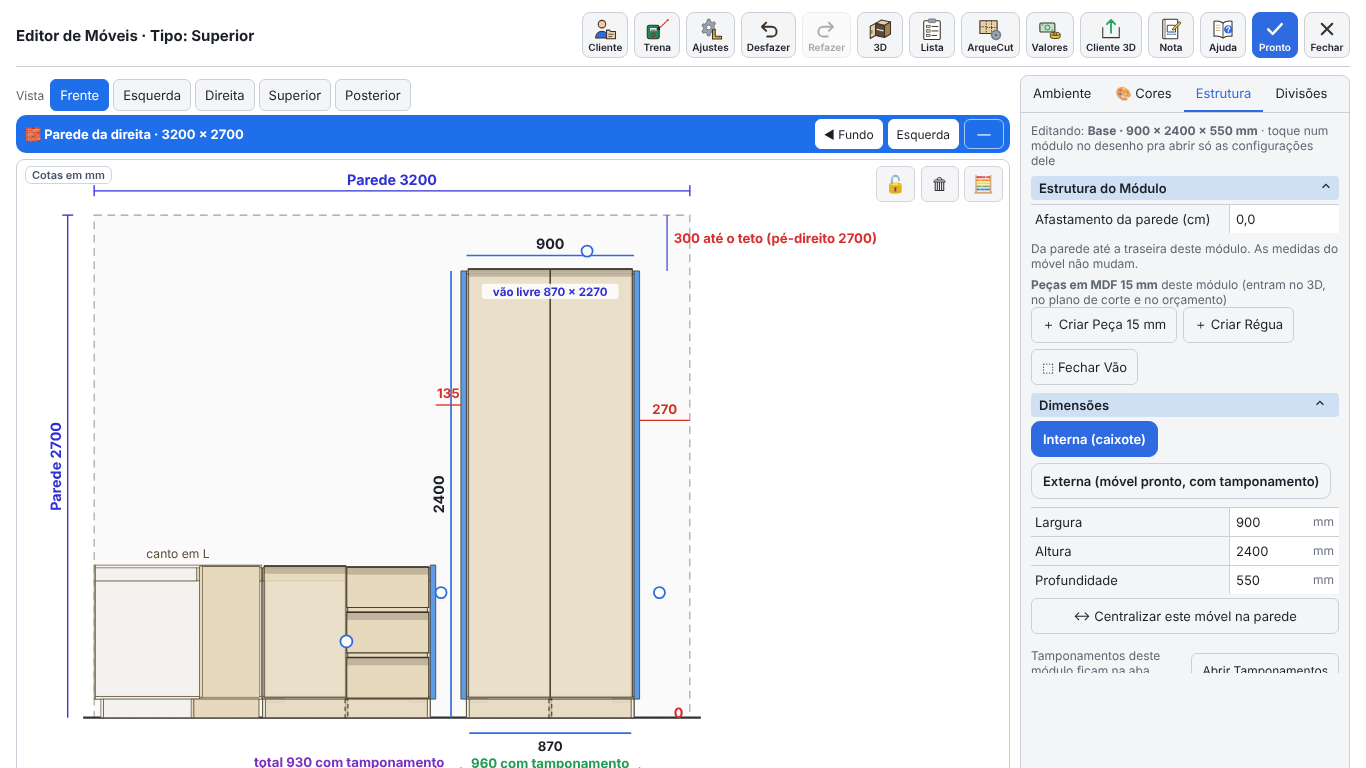 Editor de Móveis · Tipo: Superior
Cliente
Trena
Ajustes
Desfazer
Refazer
3D
Lista
ArqueCut
Valores
Cliente 3D
Nota
Ajuda
Pronto
Fechar
Vista
Frente
Esquerda
Direita
Superior
Posterior
Parede da direita · 3200 × 2700
◀ Fundo
Esquerda
—
Cotas em mm
Parede 3200
300 até o teto (pé-direito 2700)
900
vão livre 870 × 2270
135
270
Parede 2700
2400
canto em L
0
870
total 930 com tamponamento
960 com tamponamento
Ambiente
🎨 Cores
Estrutura
Divisões
Editando: Base · 900 × 2400 × 550 mm · toque num
módulo no desenho pra abrir só as configurações
dele
Estrutura do Módulo
Afastamento da parede (cm)
0,0
Da parede até a traseira deste módulo. As medidas do
móvel não mudam.
Peças em MDF 15 mm deste módulo (entram no 3D,
no plano de corte e no orçamento)
+ Criar Peça 15 mm
+ Criar Régua
Fechar Vão
Dimensões
Interna (caixote)
Externa (móvel pronto, com tamponamento)
Largura
900 mm
Altura
2400 mm
Profundidade
550 mm
↔ Centralizar este móvel na parede
Tamponamentos deste
módulo ficam na aba
Abrir Tamponamentos